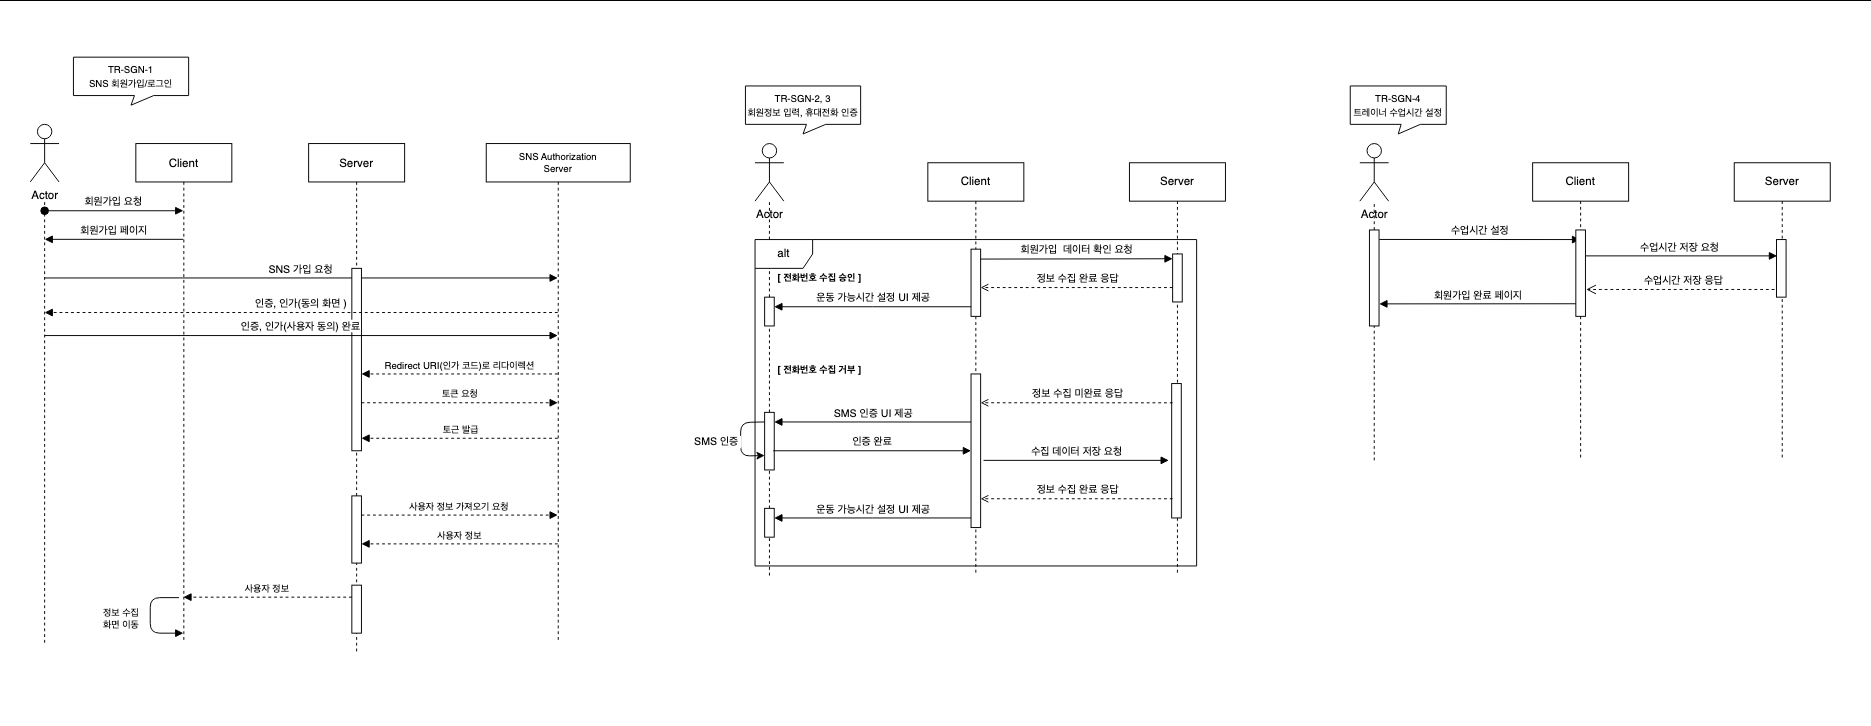 TR-SGN-1
SNS 회원가입/로그인
Actor
Client
Server
SNS Authorization
Server
회원가입 요청
회원가입 페이지
SNS 가입 요청
인증, 인가(동의 화면 )
인증, 인가(사용자 동의) 완료
Redirect URI(인가 코드)로 리다이렉션
토큰 요청
토근 발급
사용자 정보 가져오기 요청
사용자 정보
사용자 정보
정보 수집
화면 이동
TR-SGN-2, 3
회원정보 입력, 휴대전화 인증
Actor
Client
Server
alt
회원가입 데이터 확인 요청
[ 전화번호 수집 승인 ]
정보 수집 완료 응답
운동 가능시간 설정 UI 제공
[ 전화번호 수집 거부 ]
정보 수집 미완료 응답
SMS 인증 UI 제공
SMS 인증
인증 완료
수집 데이터 저장 요청
정보 수집 완료 응답
운동 가능시간 설정 UI 제공
TR-SGN-4
트레이너 수업시간 설정
Actor
Client
Server
수업시간 설정
수업시간 저장 요청
수업시간 저장 응답
회원가입 완료 페이지